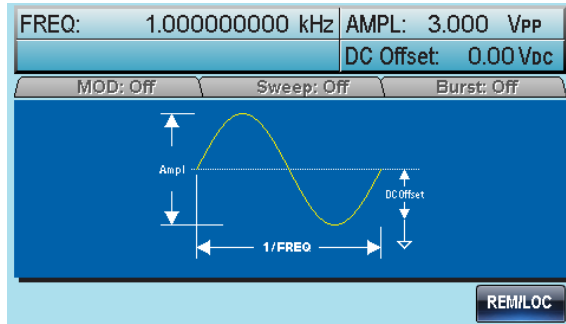 FREQ: 1.000000000 kHz AMPL: 3.000 VPP
DC Offset: 0.00 VDC
MOD: Off Sweep: Off Burst: Off
Ampl
DC Offset
1/FREQ
REM/LOC